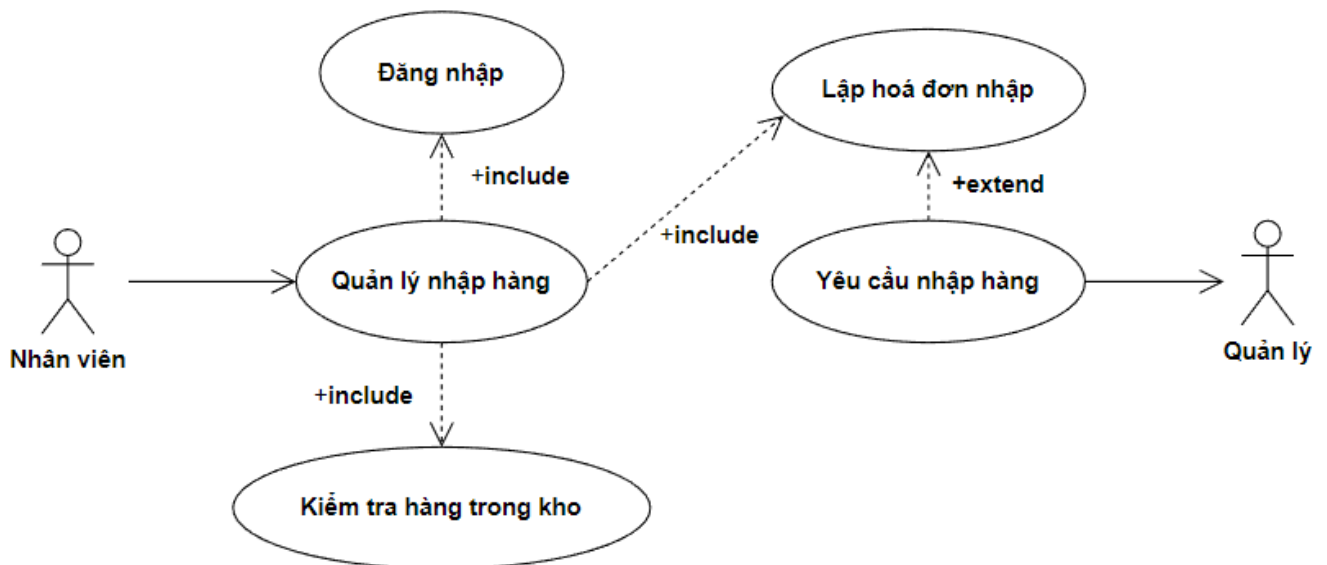 Đăng nhập
Lập hoá đơn nhập
+include
+extend
+include
Quản lý nhập hàng
Yêu cầu nhập hàng
Nhân viên
Quản lý
+include
Kiểm tra hàng trong kho